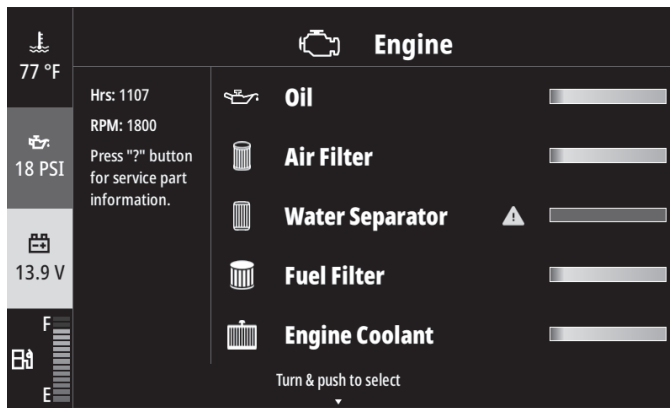 Engine
77 °F
18 PSI
13.9 V
F
E
Hrs: 1107
RPM: 1800
Press "?" button
for service part
information.
Oil
Air Filter
Water Separator
Fuel Filter
Engine Coolant
Turn & push to select